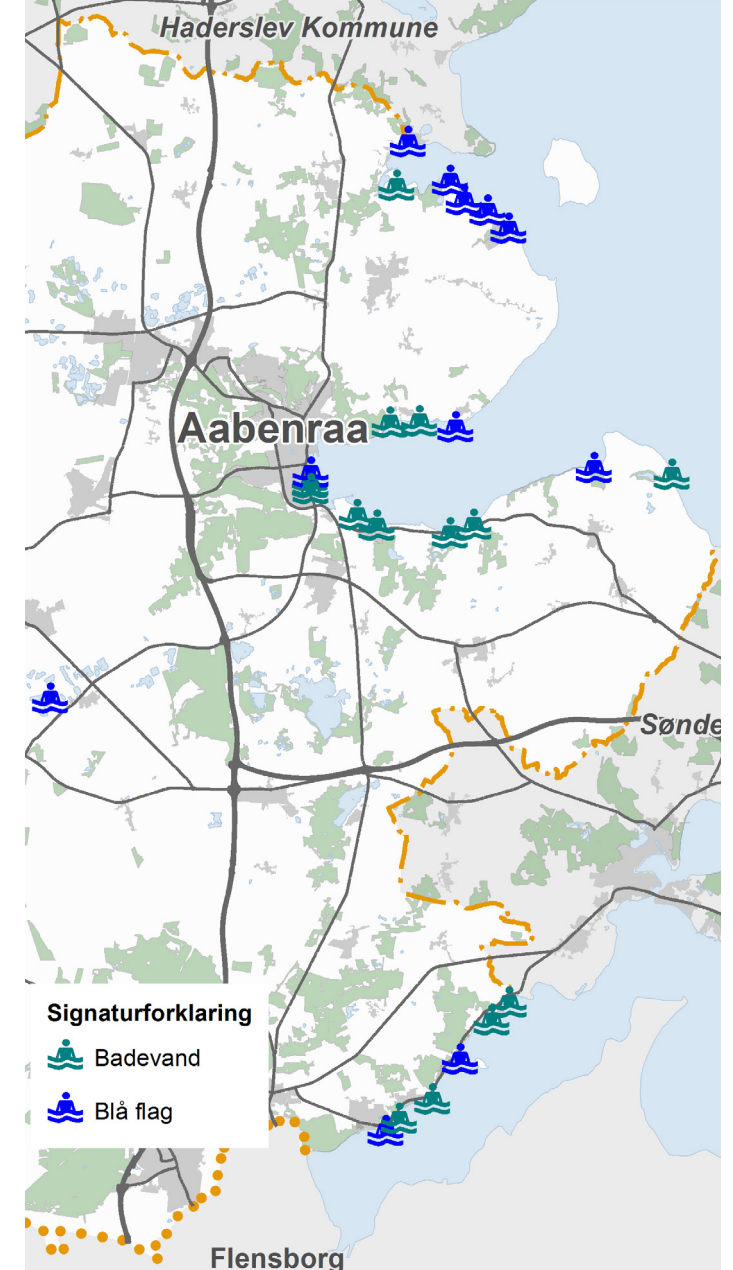 Haderslev Kommune
Aabenraa
Sønde
Signaturforklaring
Badevand
Blå flag
Flensborg